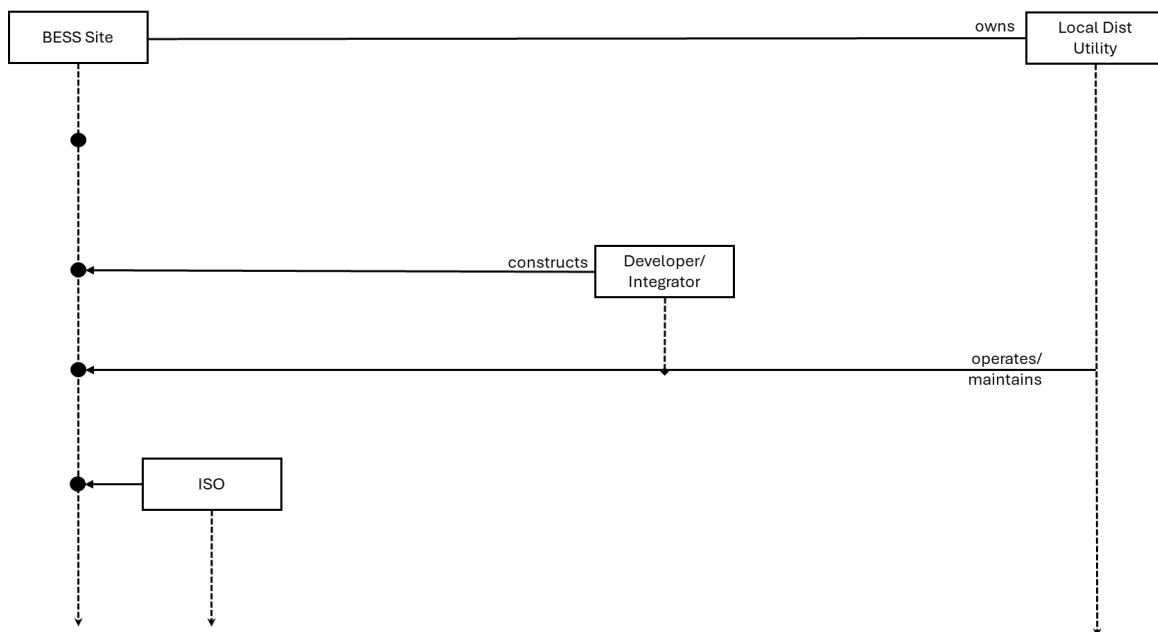 BESS Site
owns
Local Dist
Utility
constructs
Developer/
Integrator
operates/
maintains
ISO